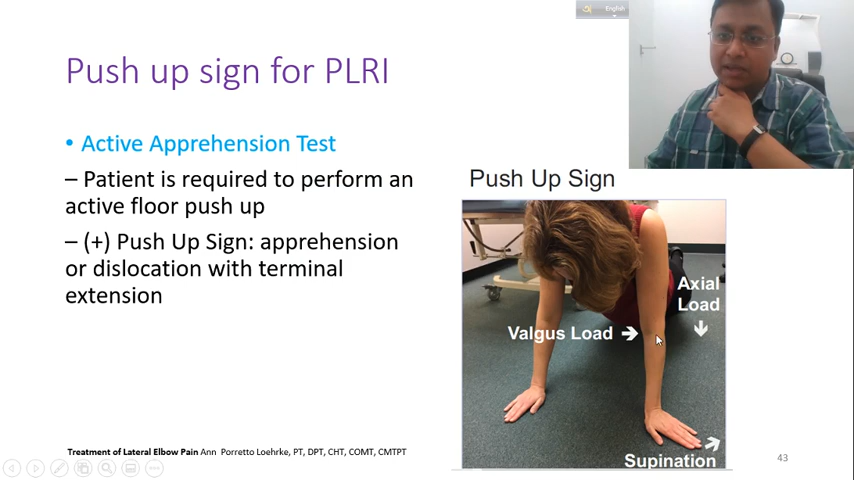 অ English
Push up sign for PLRI
• Active Apprehension Test
– Patient is required to perform an
active floor push up
– (+) Push Up Sign: apprehension
or dislocation with terminal
extension
Push Up Sign
Axial
Load
Valgus Load
Supination
Treatment of Lateral Elbow Pain Ann Porretto Loehrke, PT, DPT, CHT, COMT, CMTPT
43